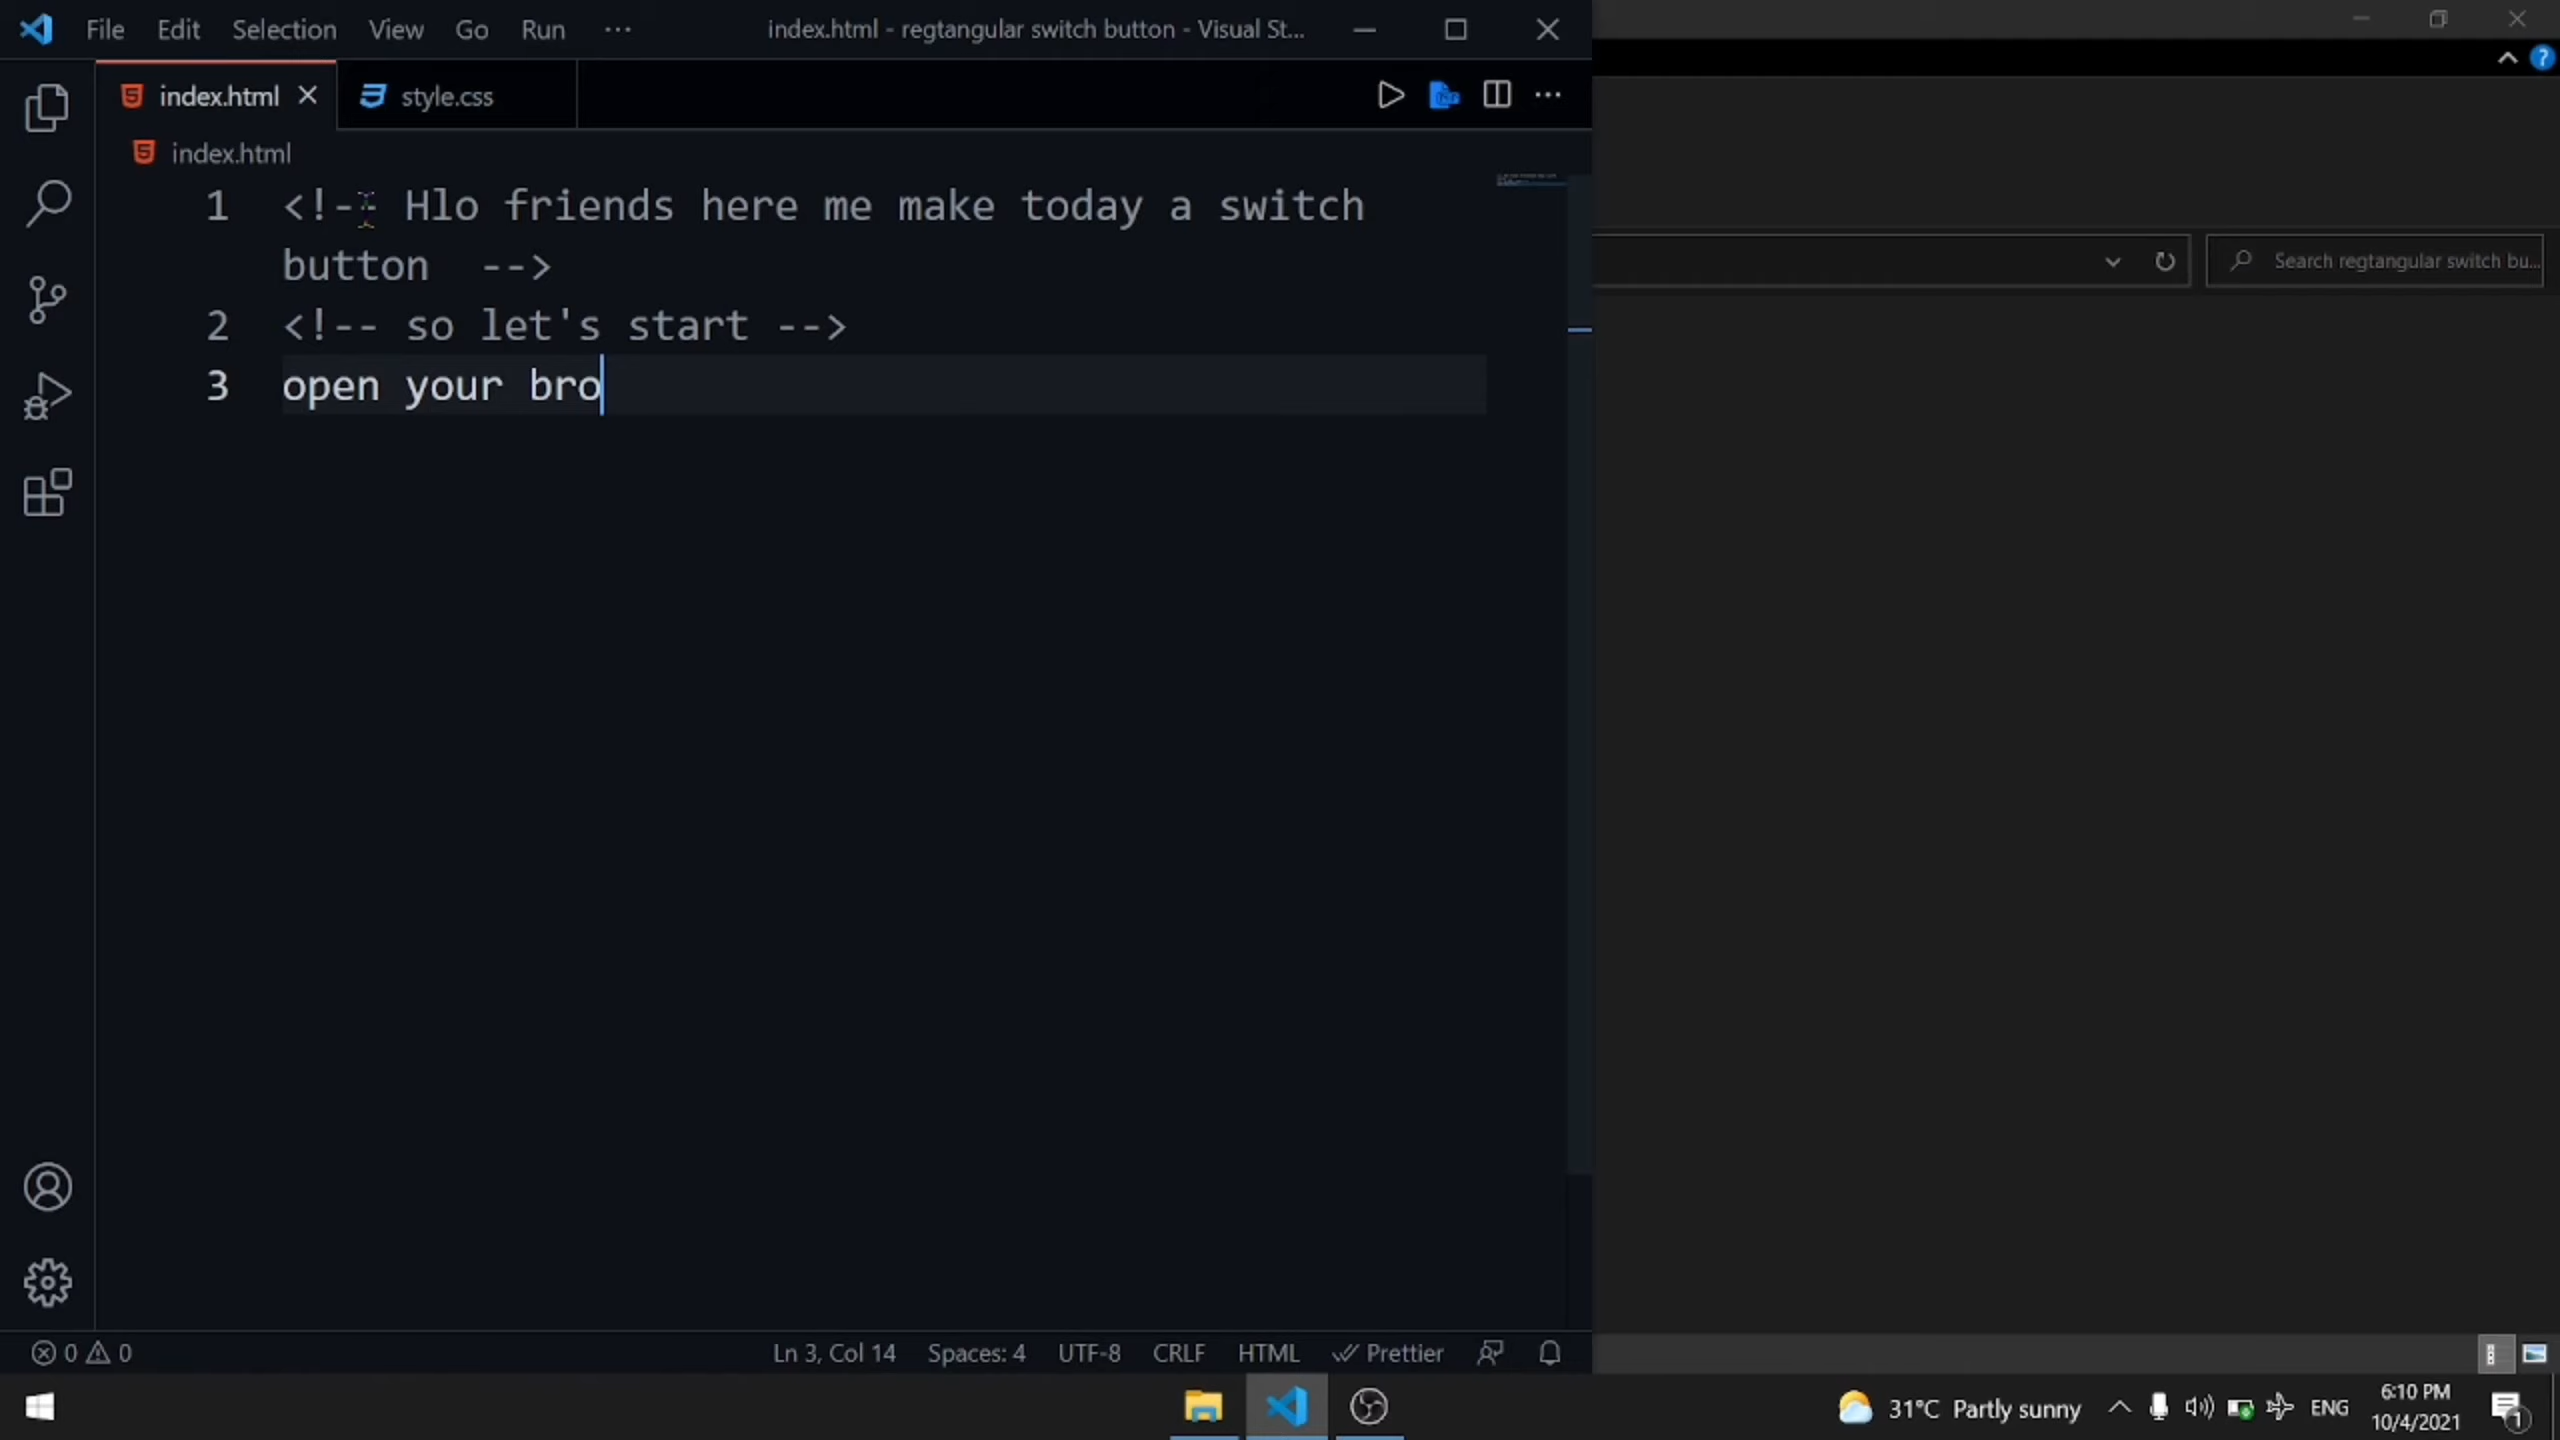 File Edit Selection View Go Run ... index.html - regtangular switch button - Visual St...
index.html style.css
index.html
1 <!-- Hlo friends here me make today a switch
button -->
2 <!-- so let's start -->
3 open your bro
Search regtangular switch bu...
0 0 Ln 3, Col 14 Spaces: 4 UTF-8 CRLF HTML Prettier
31°C Partly sunny ENG 6:10 PM
10/4/2021
1